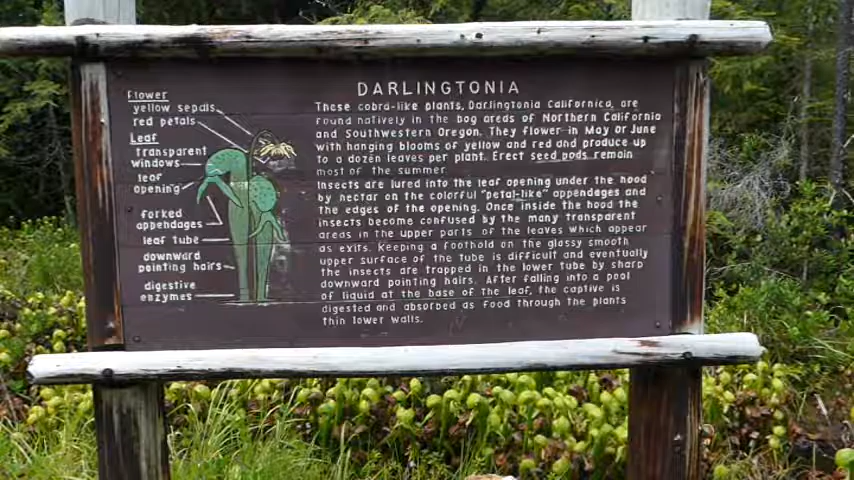 Flower
yellow sepals
red petals
Leaf
transparent
windows
leaf
opening
forked
appendages
leaf tube
downward
pointing hairs
digestive
enzymes
DARLINGTONIA
These cobra-like plants, Darlingtonia Californica, are
found natively in the bog areas of Northern California
and Southwestern Oregon. They flower in May or June
with hanging blooms of yellow and red and produce up
to a dozen leaves per plant. Erect seed pods remain
most of the summer.
Insects are lured into the leaf opening under the hood
by nectar on the colorful "petal-like" appendages and
the edges of the opening. Once inside the hood the
insects become confused by the many transparent
areas in the upper parts of the leaves which appear
as exits. Keeping a foothold on the glassy smooth
upper surface of the tube is difficult and eventually
the insects are trapped in the lower tube by sharp
downward pointing hairs. After falling into a pool
of liquid at the base of the leaf, the captive is
digested and absorbed as food through the plants
thin lower walls.